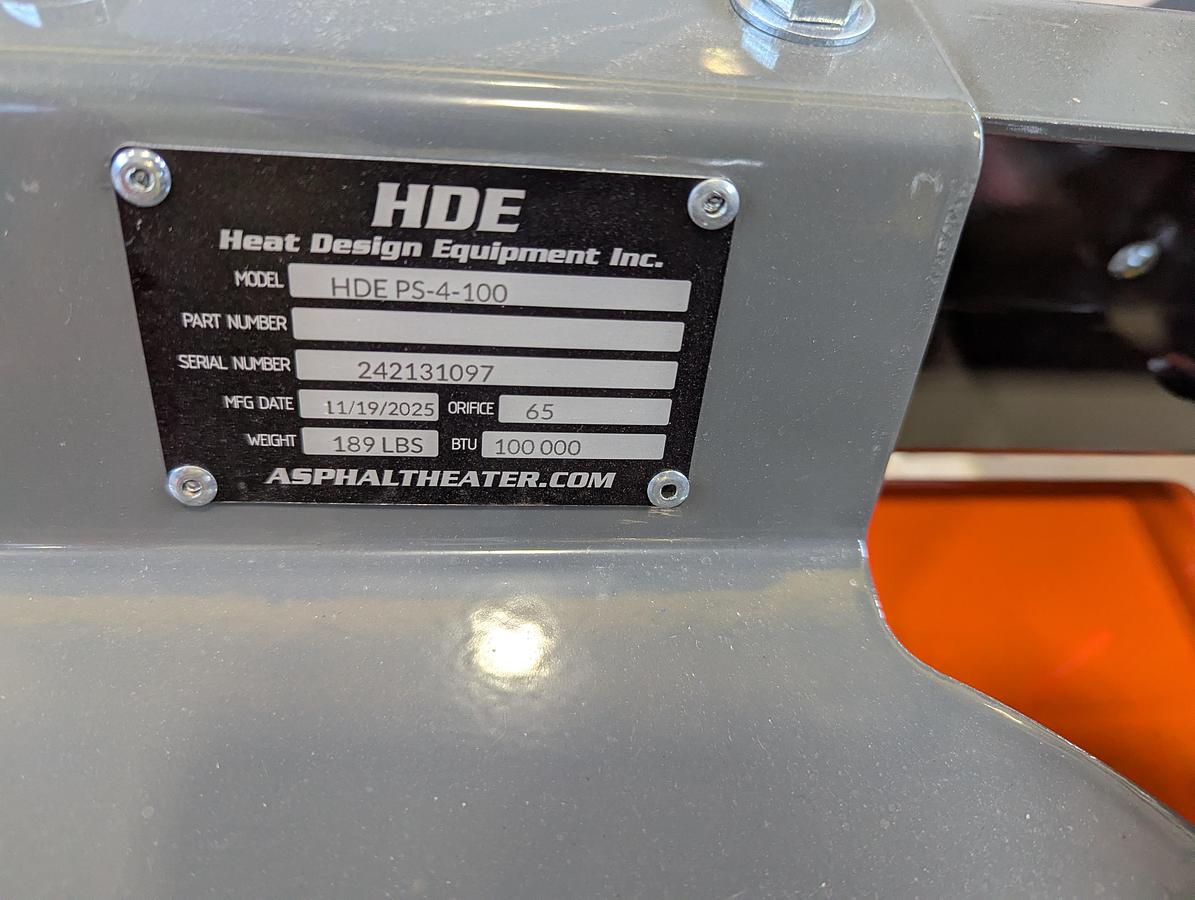 HDE
Heat Design Equipment Inc.
MODEL HDE PS-4-100
PART NUMBER
SERIAL NUMBER 242131097
MFG DATE 11/19/2025 ORIFICE 65
WEIGHT 189 LBS BTU 100 000
ASPHALTHEATER.COM